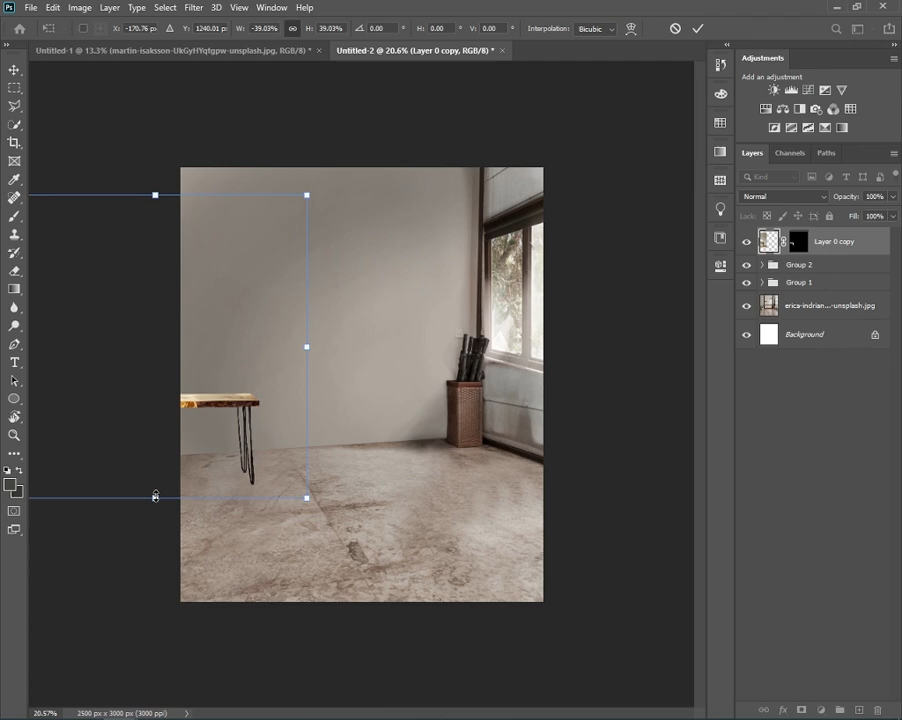 Ps File Edit Image Layer Type Select Filter 3D View Window Help
X: -170.76 p Y: 1240.01 p W: -39.03% H: 39.03% 0.00 ° H: 0.00 ° V: 0.00 ° Interpolation: Bicubic
Untitled-1 @ 13.3% (martin-isaksson-UkGyHYqtgpw-unsplash.jpg, RGB/8) * × Untitled-2 @ 20.6% (Layer 0 copy, RGB/8) * ×
Adjustments
Add an adjustment
Layers Channels Paths
Kind
Normal Opacity: 100%
Lock: Fill: 100%
Layer 0 copy
Group 2
Group 1
erica-indrian...-unsplash.jpg
Background
20.57% 2500 px x 3000 px (3000 ppi)